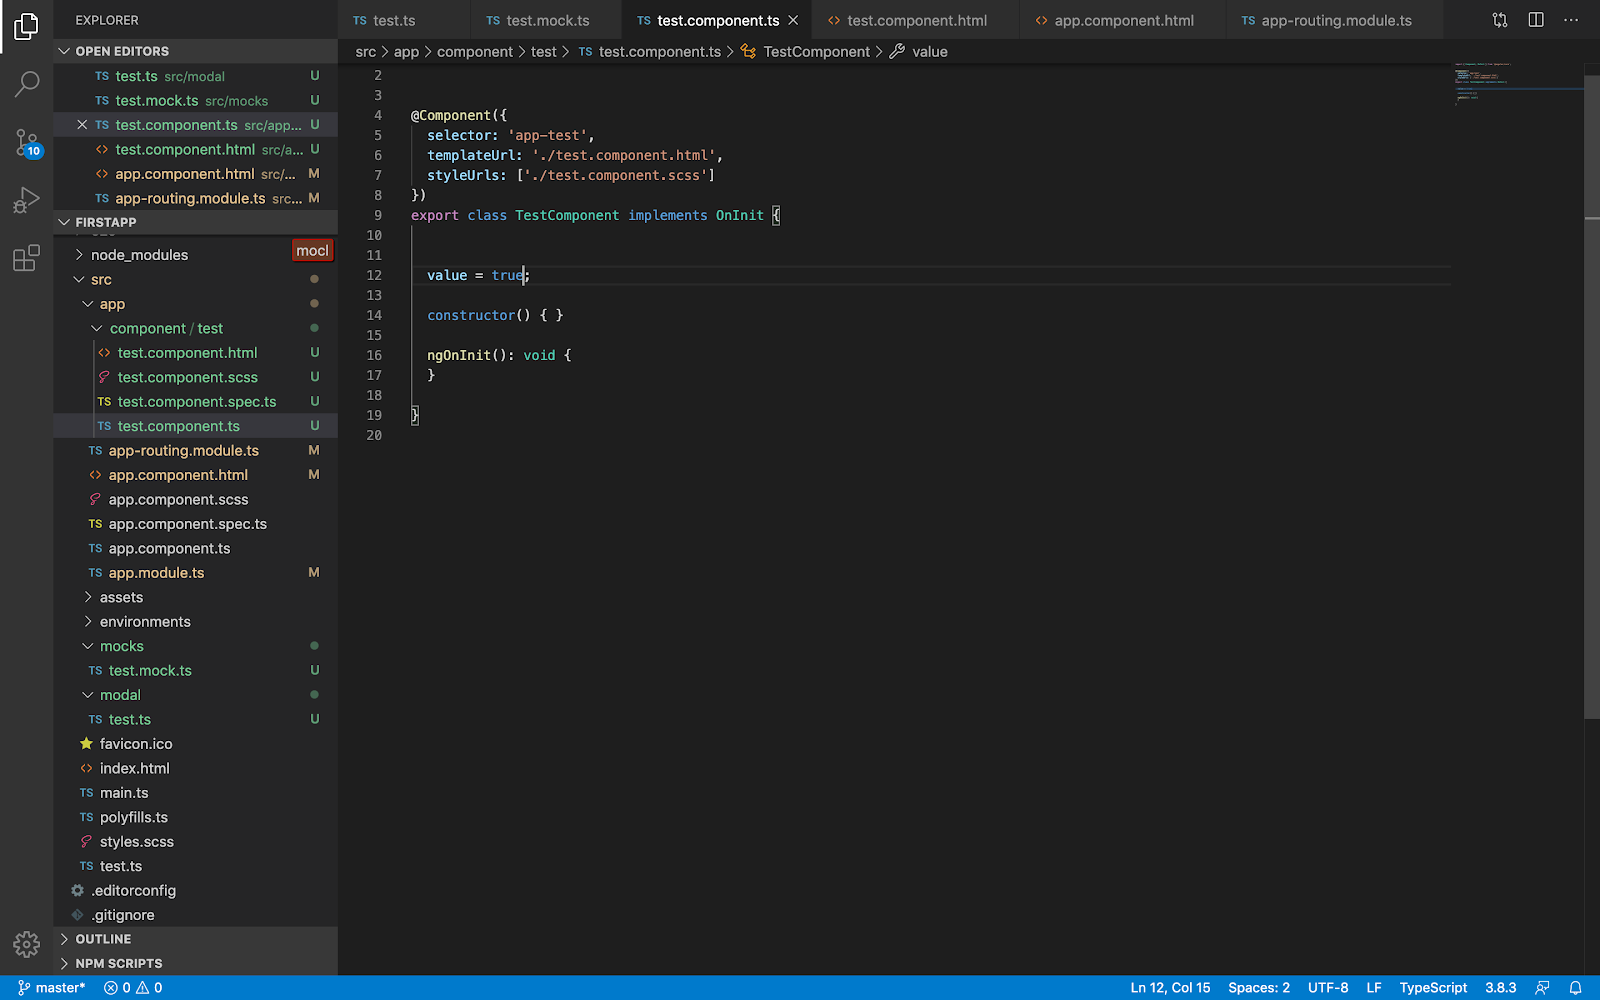 EXPLORER
OPEN EDITORS
TS test.ts src/modal U
TS test.mock.ts src/mocks U
TS test.component.ts src/app... U
<> test.component.html src/a... U
<> app.component.html src/... M
TS app-routing.module.ts src... M
FIRSTAPP
node_modules
mocl
src
app
component / test
<> test.component.html U
test.component.scss U
TS test.component.spec.ts U
TS test.component.ts U
TS app-routing.module.ts M
<> app.component.html M
app.component.scss
TS app.component.spec.ts
TS app.component.ts
TS app.module.ts M
assets
environments
mocks
TS test.mock.ts U
modal
TS test.ts U
favicon.ico
<> index.html
TS main.ts
TS polyfills.ts
styles.scss
TS test.ts
.editorconfig
.gitignore
OUTLINE
NPM SCRIPTS
10
TS test.ts TS test.mock.ts TS test.component.ts <> test.component.html <> app.component.html TS app-routing.module.ts
src > app > component > test > TS test.component.ts > TestComponent > value
2
3
4 @Component({
5 selector: 'app-test',
6 templateUrl: './test.component.html',
7 styleUrls: ['./test.component.scss']
8 })
9 export class TestComponent implements OnInit {
10
11
12 value = true;
13
14 constructor() { }
15
16 ngOnInit(): void {
17 }
18
19 }
20
master* 0 0 Ln 12, Col 15 Spaces: 2 UTF-8 LF TypeScript 3.8.3